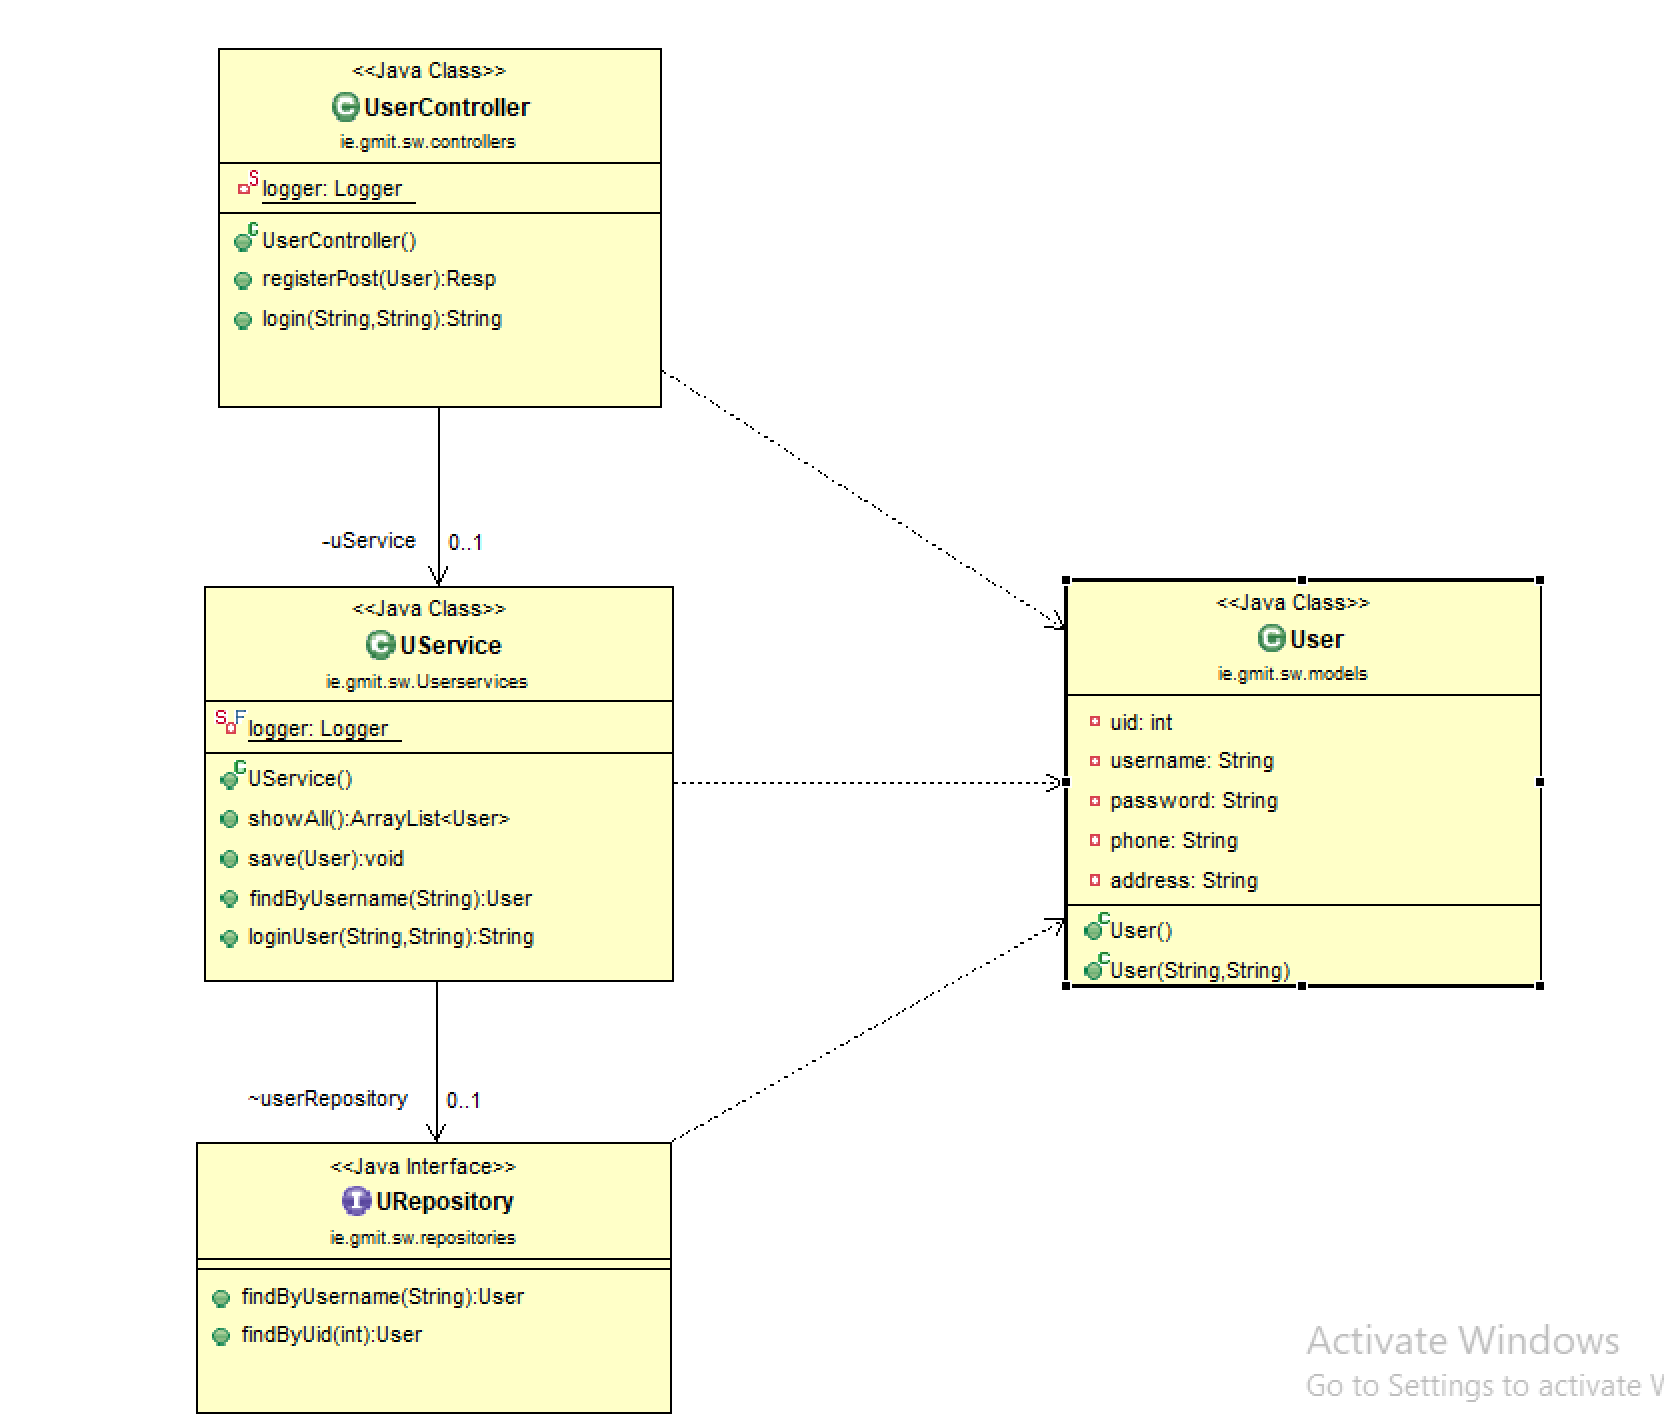 <<Java Class>>
C UserController
ie.gmit.sw.controllers
S logger: Logger
C UserController()
registerPost(User):Resp
login(String,String):String
-uService 0..1
<<Java Class>>
C UService
ie.gmit.sw.Userservices
S F logger: Logger
C UService()
showAll():ArrayList<User>
save(User):void
findByUsername(String):User
loginUser(String,String):String
<<Java Class>>
C User
ie.gmit.sw.models
uid: int
username: String
password: String
phone: String
address: String
C User()
C User(String,String)
~userRepository 0..1
<<Java Interface>>
I URepository
ie.gmit.sw.repositories
findByUsername(String):User
findByUid(int):User
Activate Windows
Go to Settings to activate W